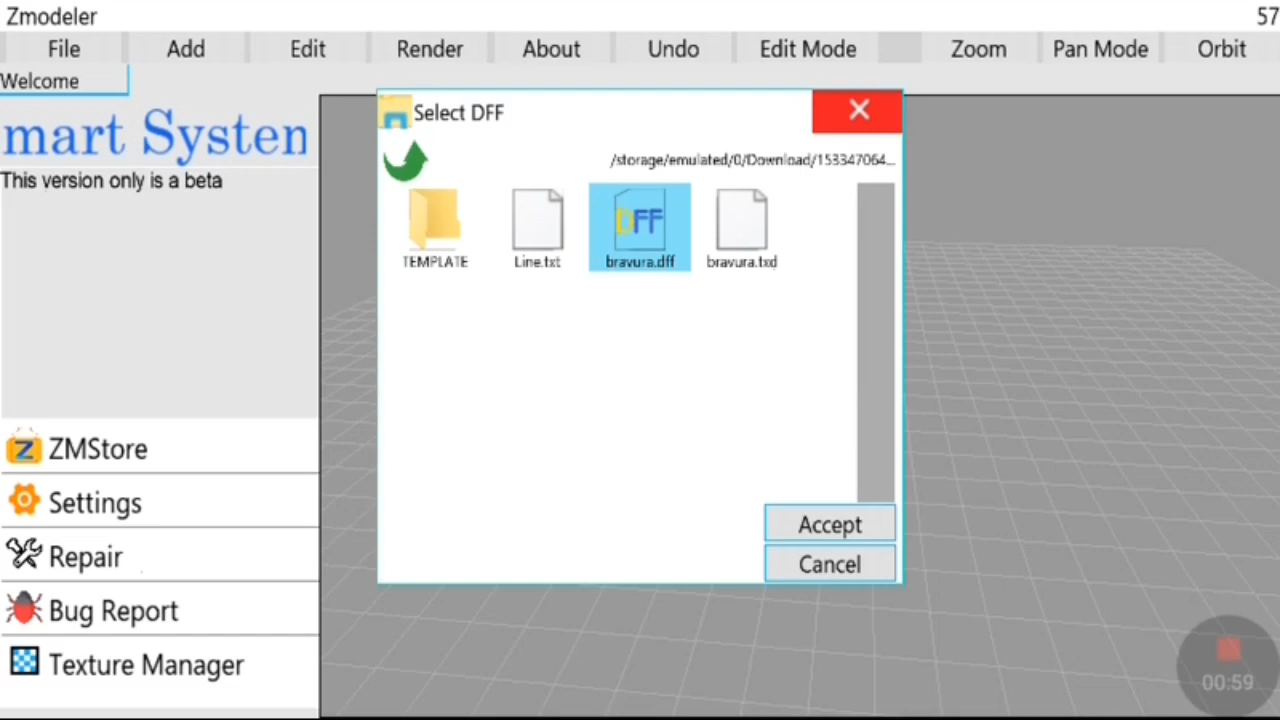 Zmodeler
57
File Add Edit Render About Undo Edit Mode Zoom Pan Mode Orbit
Welcome
mart System
This version only is a beta
Select DFF
/storage/emulated/0/Download/153347064...
TEMPLATE Line.txt bravura.dff bravura.txd
DFF
Accept
Cancel
ZMStore
Settings
Repair
Bug Report
Texture Manager
00:59